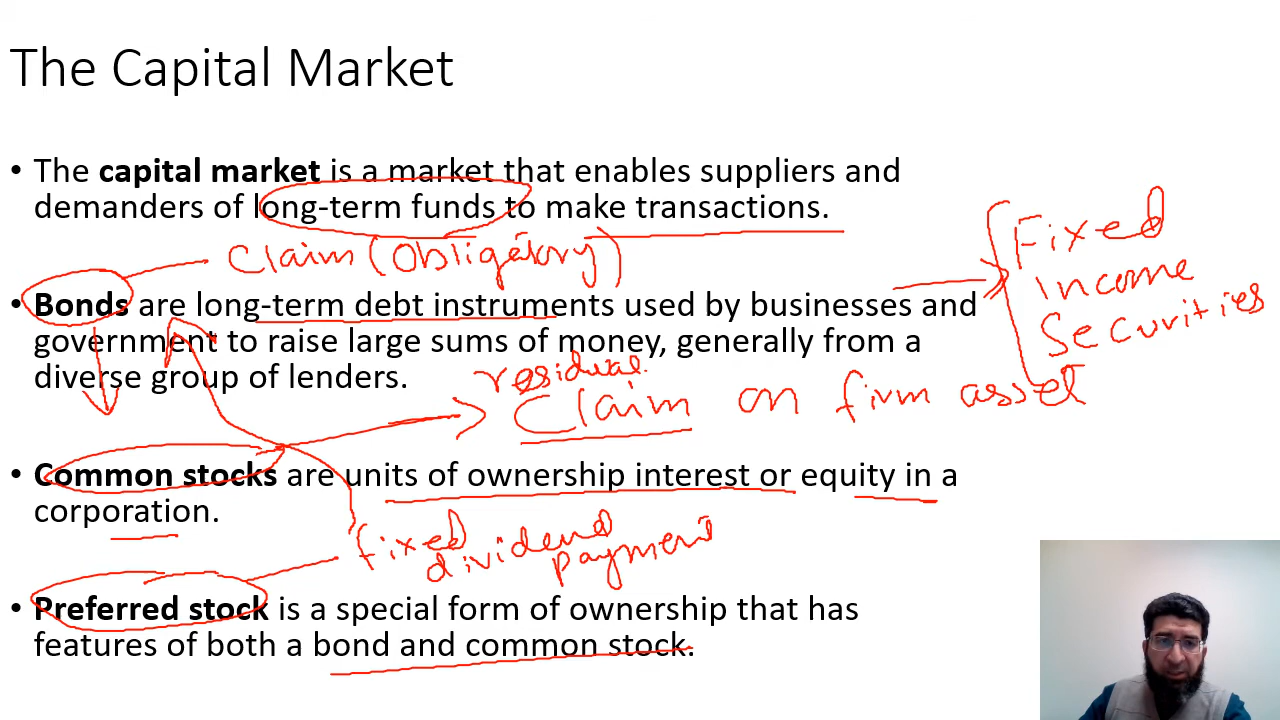 The Capital Market
• The capital market is a market that enables suppliers and
demanders of long-term funds to make transactions.
Claim (Obligatory)
Fixed
Income
Securities
• Bonds are long-term debt instruments used by businesses and
government to raise large sums of money, generally from a
diverse group of lenders.
residual
Claim on firm asset
• Common stocks are units of ownership interest or equity in a
corporation.
fixed
dividend
payment
• Preferred stock is a special form of ownership that has
features of both a bond and common stock.